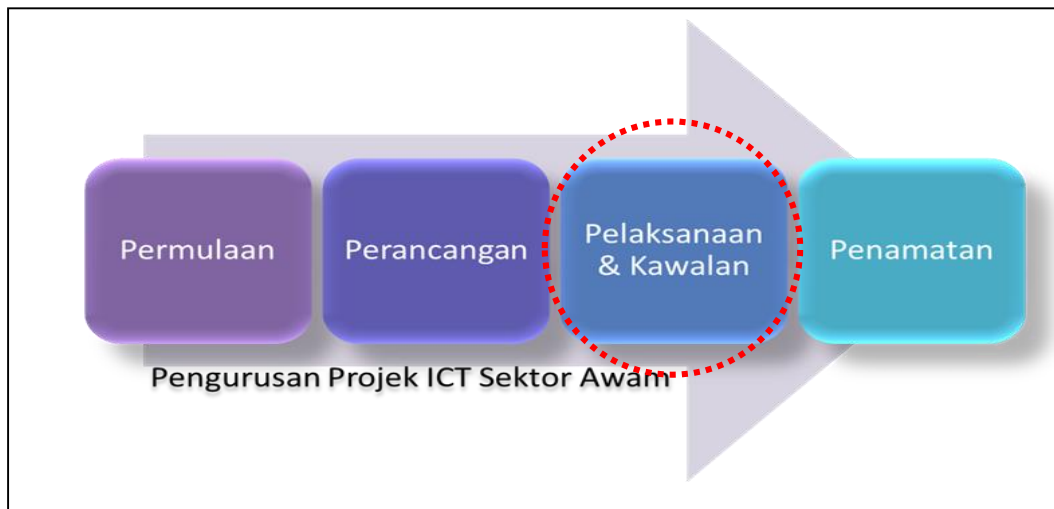 Permulaan
Perancangan
Pelaksanaan
& Kawalan
Penamatan
Pengurusan Projek ICT Sektor Awam